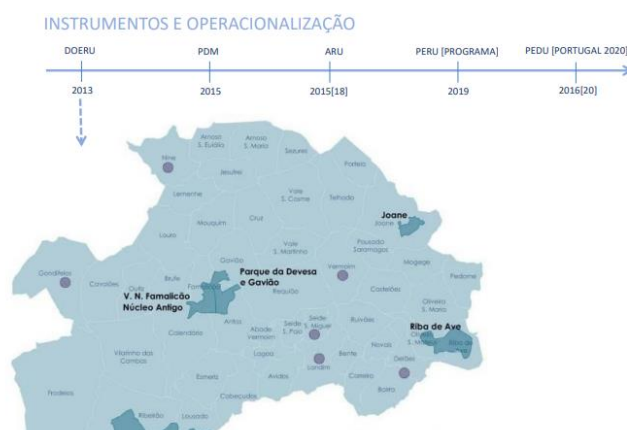 INSTRUMENTOS E OPERACIONALIZAÇÃO
DOERU PDM ARU PERU [PROGRAMA] PEDU [PORTUGAL 2020]
2013 2015 2015[18] 2019 2016[20]
Arnoso
S. Eulália
Arnoso
S. Maria
Sezures
Nine
Jesufrei
Portela
Lemenhe
Vale
S. Cosme
Telhado
Joane
Joane
Mouquim
Cruz
Louro
Pousada
Saramagos
Vale
S. Martinho
Gavião
Mogege
Gondifelos
Cavalões
Outiz
Brufe
Parque da Devesa
e Gavião
Vermoim
Pedome
Requião
Castelões
V. N. Famalicão
Núcleo Antigo
Oliveira
S. Maria
Antas
Abade
Vermoim
Seide
S. Paio
Seide
S. Miguel
Ruivães
Riba de Ave
Calendário
Novais
Vilarinho das
Cambas
Lagoa
Landim
Bente
Delães
Esmeriz
Avidos
Carreira
Fradelos
Cabeçudos
Bairro
Ribeirão
Lousado